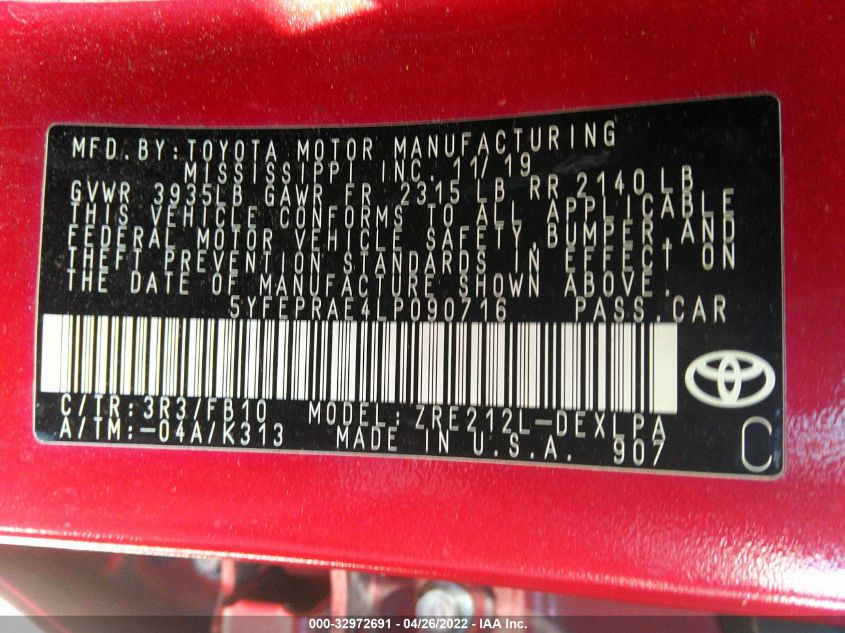 MFD.BY:TOYOTA MOTOR MANUFACTURING
MISSISSIPPI INC. 11/19
GVWR 3935LB GAWR FR 2315 LB RR 2140 LB
THIS VEHICLE CONFORMS TO ALL APPLICABLE
FEDERAL MOTOR VEHICLE SAFETY,BUMPER,AND
THEFT PREVENTION STANDARDS IN EFFECT ON
THE DATE OF MANUFACTURE SHOWN ABOVE.
5YFEPRAE4LP090716 PASS.CAR
C/TR:3R3/FB10 MODEL:ZRE212L-DEXLPA
A/TM:-04A/K313 MADE IN U.S.A. 907
C
000-32972691 - 04/26/2022 - IAA Inc.